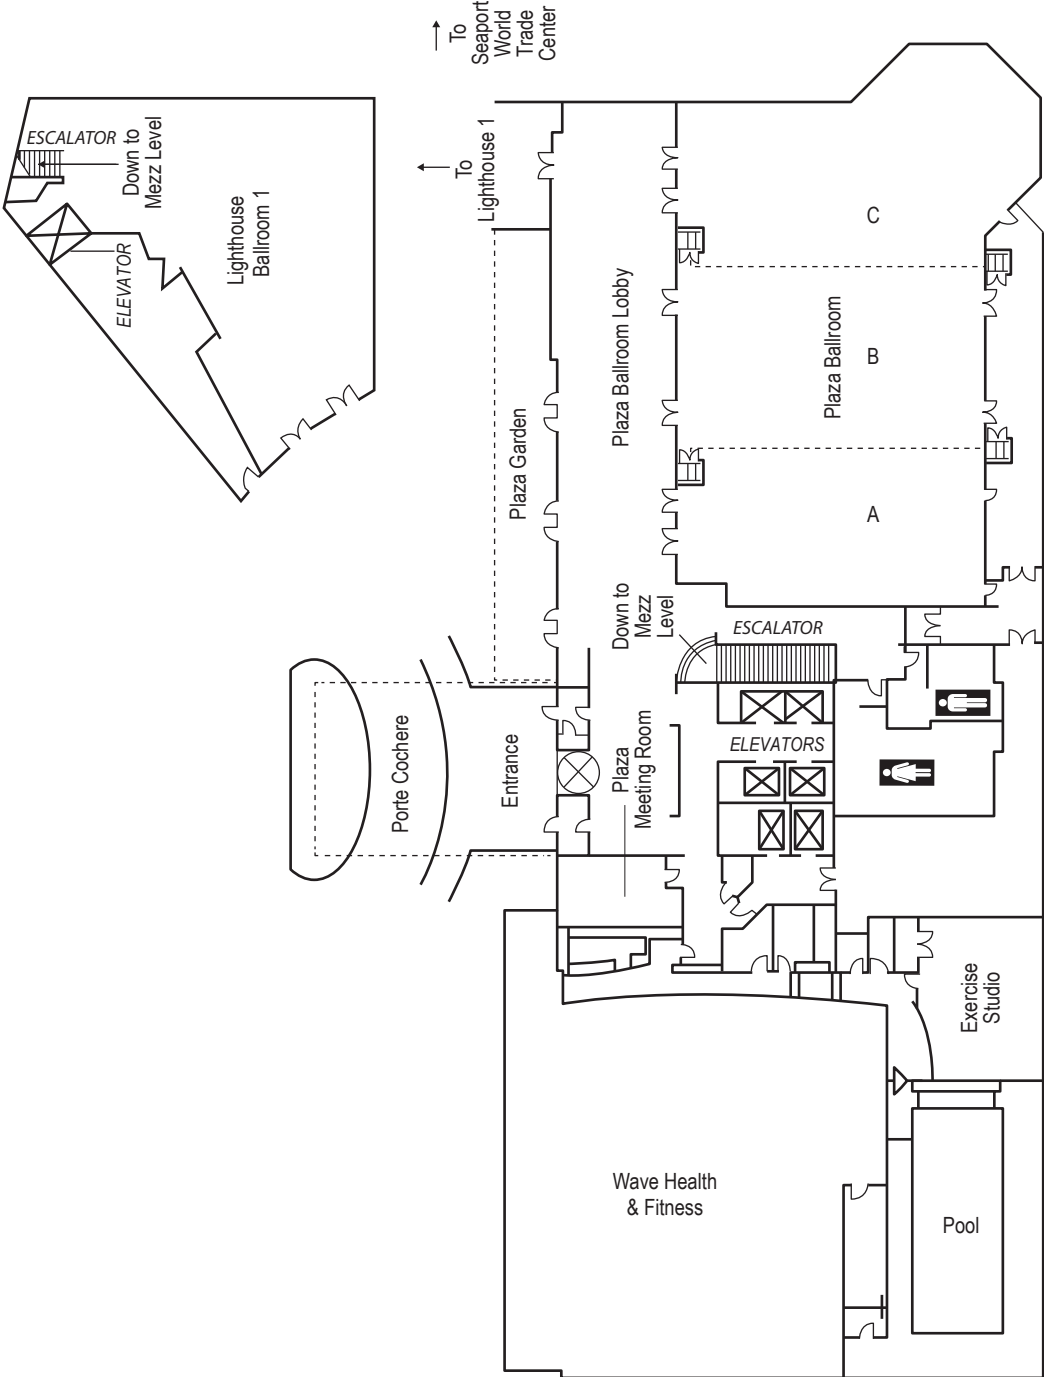 To
Seaport
World
Trade
Center
ESCALATOR
Down to
Mezz Level
ELEVATOR
Lighthouse
Ballroom 1
To
Lighthouse 1
Plaza Garden
Plaza Ballroom Lobby
C
Plaza Ballroom
B
A
Down to
Mezz
Level
ESCALATOR
Porte Cochere
Entrance
Plaza
Meeting Room
ELEVATORS
Exercise
Studio
Wave Health
& Fitness
Pool